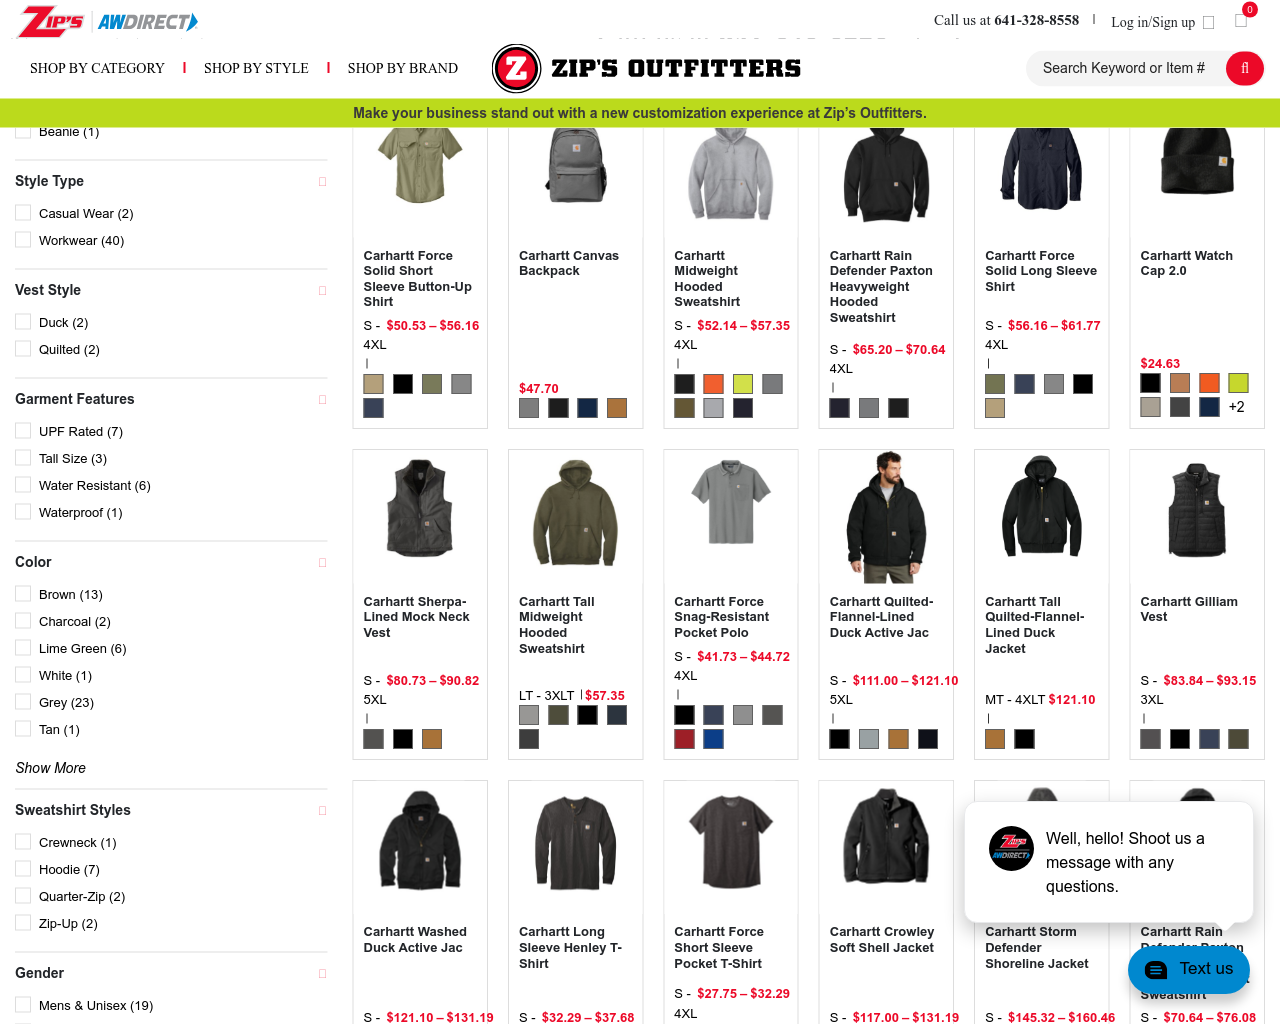 ZIP'S
AWDIRECT
Call us at 641-328-8558
Log in/Sign up
0
SHOP BY CATEGORY
SHOP BY STYLE
SHOP BY BRAND
Z
ZIP'S OUTFITTERS
Search Keyword or Item #
Make your business stand out with a new customization experience at Zip's Outfitters.
Beanie (1)
Style Type
Casual Wear (2)
Workwear (40)
Vest Style
Duck (2)
Quilted (2)
Garment Features
UPF Rated (7)
Tall Size (3)
Water Resistant (6)
Waterproof (1)
Color
Brown (13)
Charcoal (2)
Lime Green (6)
White (1)
Grey (23)
Tan (1)
Show More
Sweatshirt Styles
Crewneck (1)
Hoodie (7)
Quarter-Zip (2)
Zip-Up (2)
Gender
Mens & Unisex (19)
Carhartt Force
Solid Short
Sleeve Button-Up
Shirt
S - $50.53 – $56.16
4XL
|
Carhartt Canvas
Backpack
$47.70
Carhartt
Midweight
Hooded
Sweatshirt
S - $52.14 – $57.35
4XL
|
Carhartt Rain
Defender Paxton
Heavyweight
Hooded
Sweatshirt
S - $65.20 – $70.64
4XL
|
Carhartt Force
Solid Long Sleeve
Shirt
S - $56.16 – $61.77
4XL
|
Carhartt Watch
Cap 2.0
$24.63
+2
Carhartt Sherpa-
Lined Mock Neck
Vest
S - $80.73 – $90.82
5XL
|
Carhartt Tall
Midweight
Hooded
Sweatshirt
LT - 3XLT | $57.35
Carhartt Force
Snag-Resistant
Pocket Polo
S - $41.73 – $44.72
4XL
|
Carhartt Quilted-
Flannel-Lined
Duck Active Jac
S - $111.00 – $121.10
5XL
|
Carhartt Tall
Quilted-Flannel-
Lined Duck
Jacket
MT - 4XLT $121.10
|
Carhartt Gilliam
Vest
S - $83.84 – $93.15
3XL
|
Carhartt Washed
Duck Active Jac
S - $121.10 – $131.19
Carhartt Long
Sleeve Henley T-
Shirt
S - $32.29 – $37.68
Carhartt Force
Short Sleeve
Pocket T-Shirt
S - $27.75 – $32.29
4XL
Carhartt Crowley
Soft Shell Jacket
S - $117.00 – $131.19
Carhartt Storm
Defender
Shoreline Jacket
S - $145.32 – $160.46
Carhartt Rain
Defender Paxton
Sweatshirt
S - $70.64 – $76.08
ZIP'S
AWDIRECT
Well, hello! Shoot us a
message with any
questions.
Text us